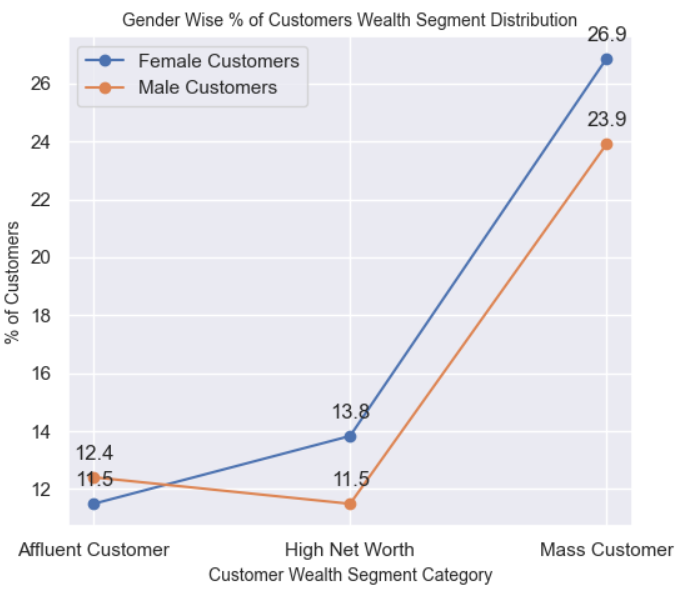 Gender Wise % of Customers Wealth Segment Distribution
Female Customers
Male Customers
26.9
23.9
13.8
11.5
12.4
11.5
26
24
22
20
18
16
14
12
% of Customers
Affluent Customer High Net Worth Mass Customer
Customer Wealth Segment Category